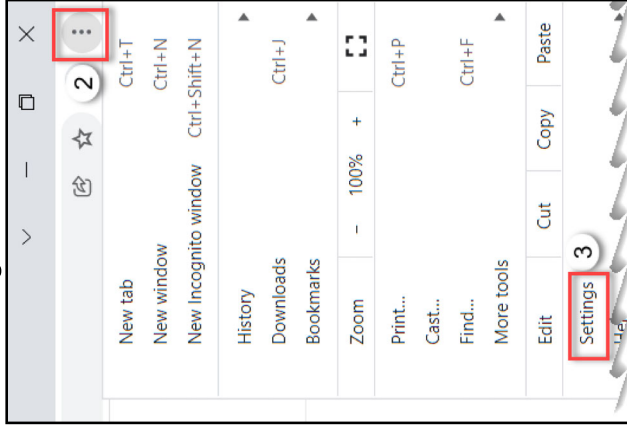 2
New tab Ctrl+T
New window Ctrl+N
New Incognito window Ctrl+Shift+N
History
Downloads Ctrl+J
Bookmarks
Zoom − 100% +
Print... Ctrl+P
Cast...
Find... Ctrl+F
More tools
Edit Cut Copy Paste
Settings 3